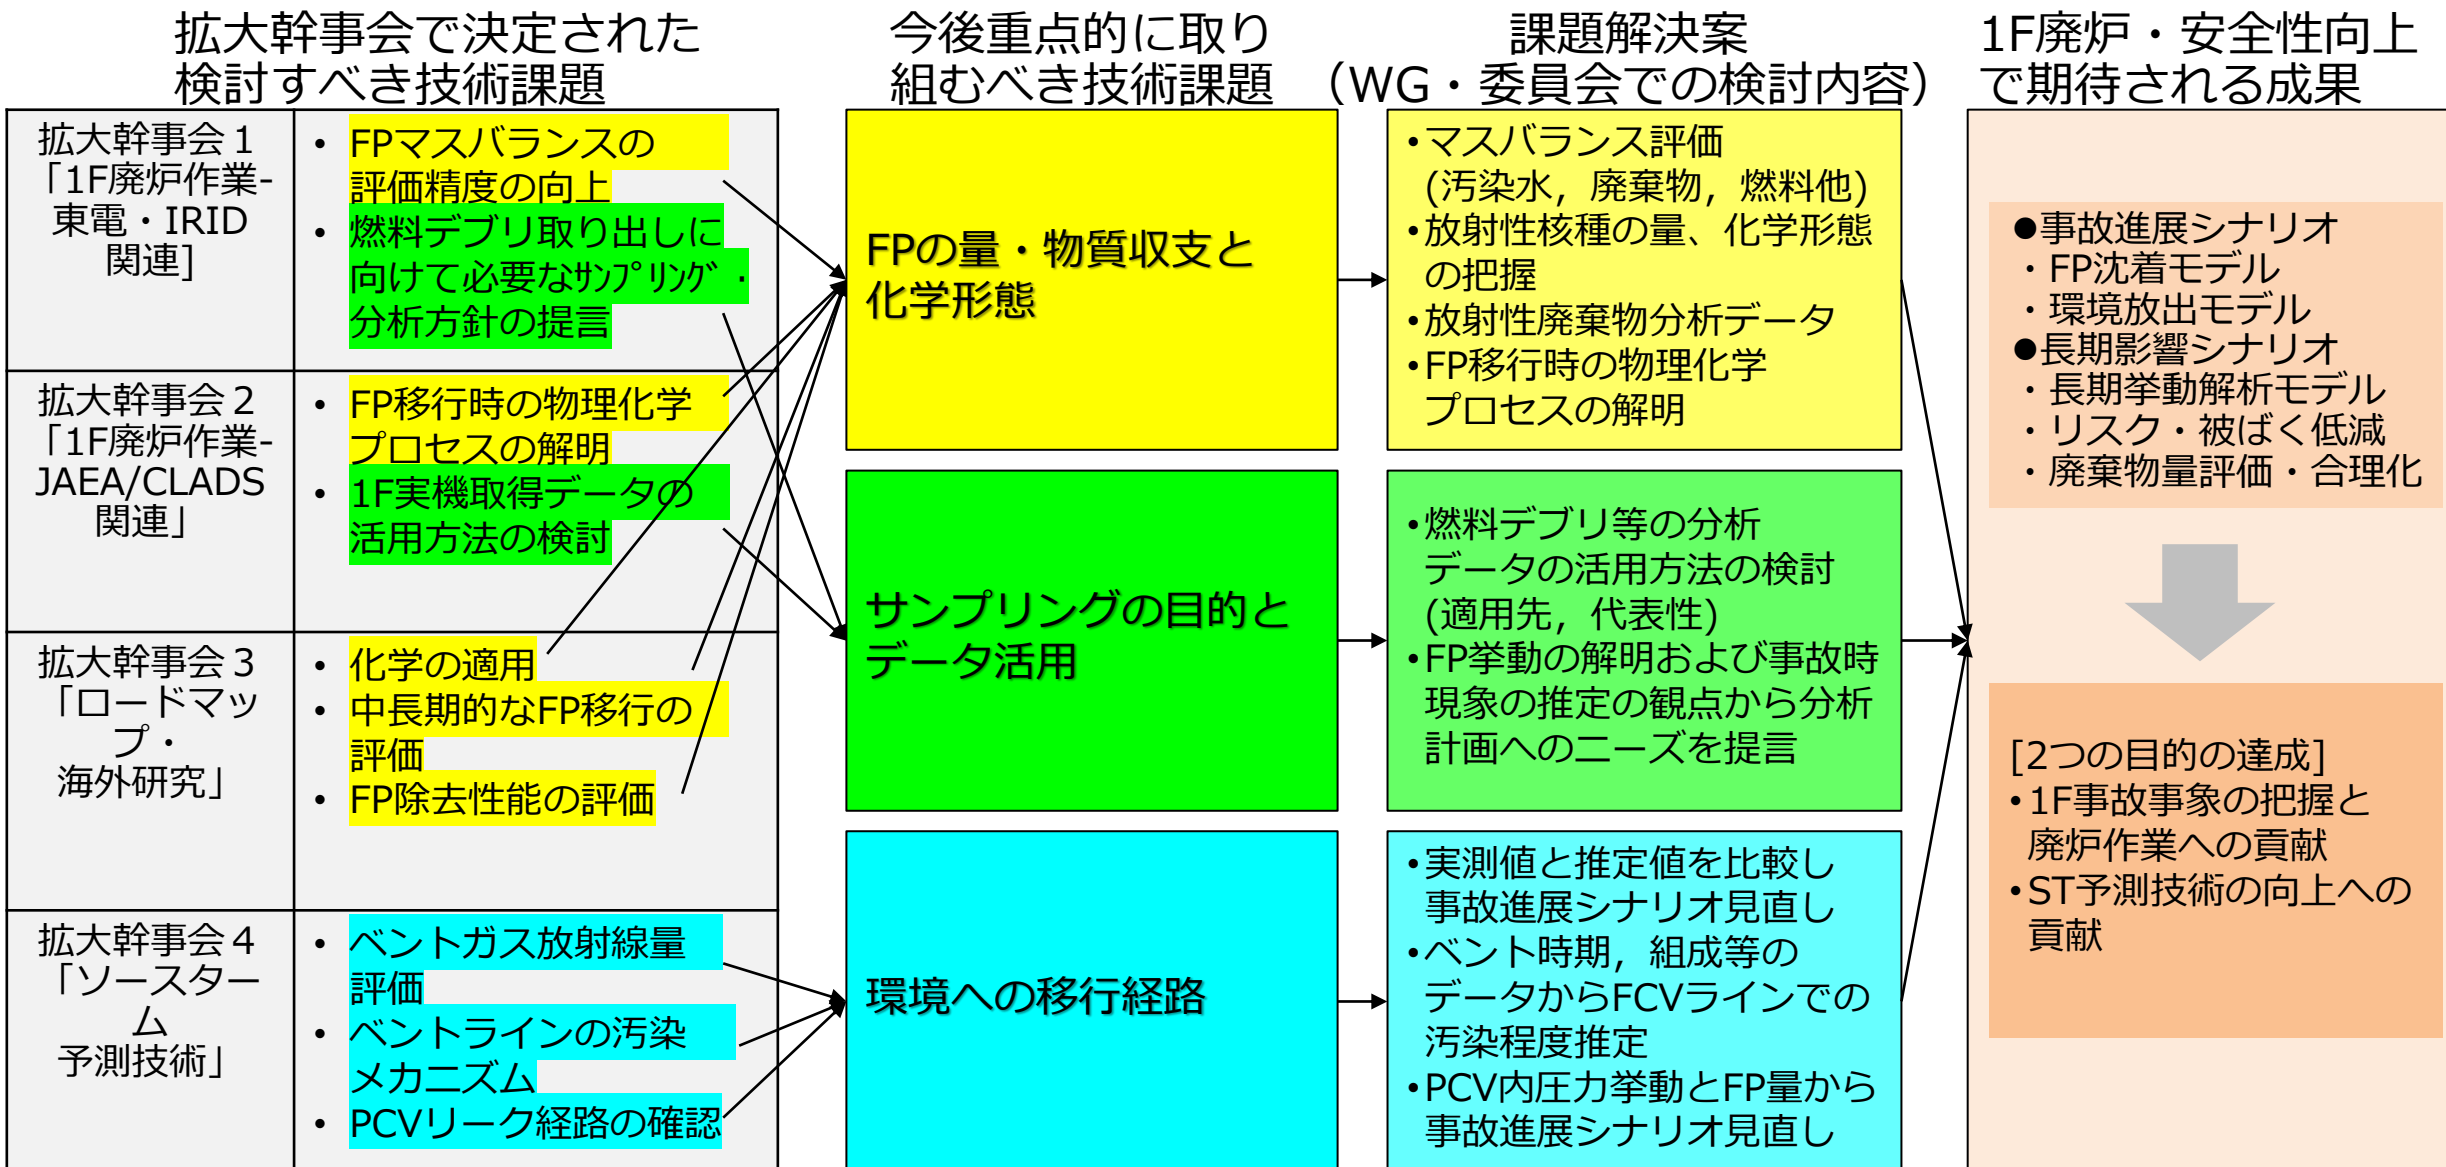 拡大幹事会で決定された
検討すべき技術課題
今後重点的に取り
組むべき技術課題
課題解決案
（WG・委員会での検討内容）
1F廃炉・安全性向上
で期待される成果
拡大幹事会１
「1F廃炉作業-
東電・IRID
関連]
• FPマスバランスの
評価精度の向上
• 燃料デブリ取り出しに
向けて必要なｻﾝﾌﾟﾘﾝｸﾞ・
分析方針の提言
拡大幹事会２
「1F廃炉作業-
JAEA/CLADS
関連」
• FP移行時の物理化学
プロセスの解明
• 1F実機取得データの
活用方法の検討
拡大幹事会３
「ロードマッ
プ・
海外研究」
• 化学の適用
• 中長期的なFP移行の
評価
• FP除去性能の評価
拡大幹事会４
「ソースター
ム
予測技術」
• ベントガス放射線量
評価
• ベントラインの汚染
メカニズム
• PCVリーク経路の確認
FPの量・物質収支と
化学形態
サンプリングの目的と
データ活用
環境への移行経路
•マスバランス評価
(汚染水，廃棄物，燃料他)
•放射性核種の量、化学形態
の把握
•放射性廃棄物分析データ
•FP移行時の物理化学
プロセスの解明
•燃料デブリ等の分析
データの活用方法の検討
(適用先，代表性)
•FP挙動の解明および事故時
現象の推定の観点から分析
計画へのニーズを提言
•実測値と推定値を比較し
事故進展シナリオ見直し
•ベント時期，組成等の
データからFCVラインでの
汚染程度推定
•PCV内圧力挙動とFP量から
事故進展シナリオ見直し
●事故進展シナリオ
・FP沈着モデル
・環境放出モデル
●長期影響シナリオ
・長期挙動解析モデル
・リスク・被ばく低減
・廃棄物量評価・合理化
[2つの目的の達成]
•1F事故事象の把握と
廃炉作業への貢献
•ST予測技術の向上への
貢献